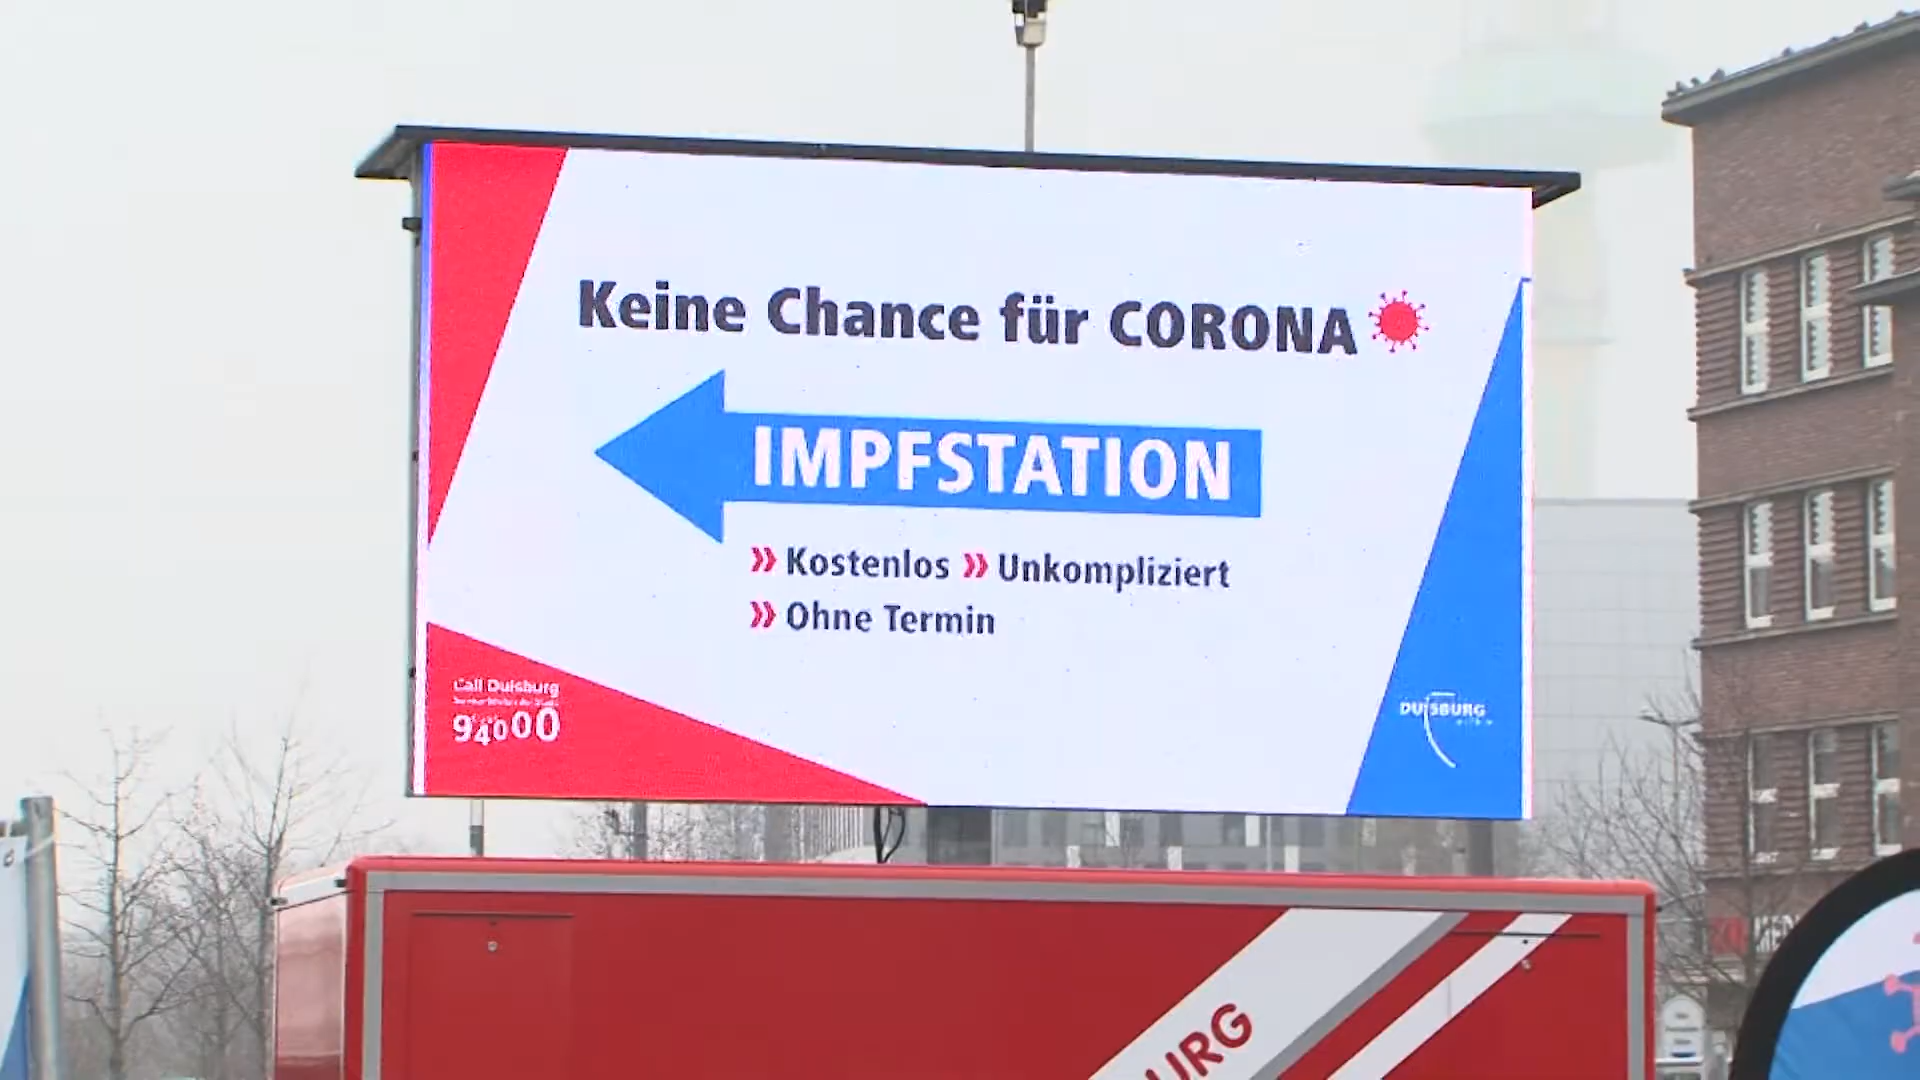 Keine Chance für CORONA
IMPFSTATION
» Kostenlos » Unkompliziert
» Ohne Termin
Call Duisburg
94000
DUISBURG
URG